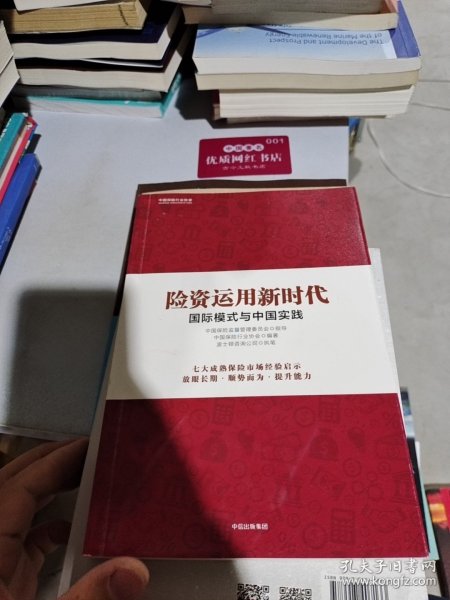 The Development and Prospect
of the Marine Renewable Energy
001
中国著名
优质网红书店
中国保险行业协会
险资运用新时代
国际模式与中国实践
中国保险监督管理委员会◎指导
中国保险行业协会◎编著
波士顿咨询公司◎执笔
七大成熟保险市场经验启示
放眼长期·顺势而为·提升能力
中信出版集团
孔夫子旧书网